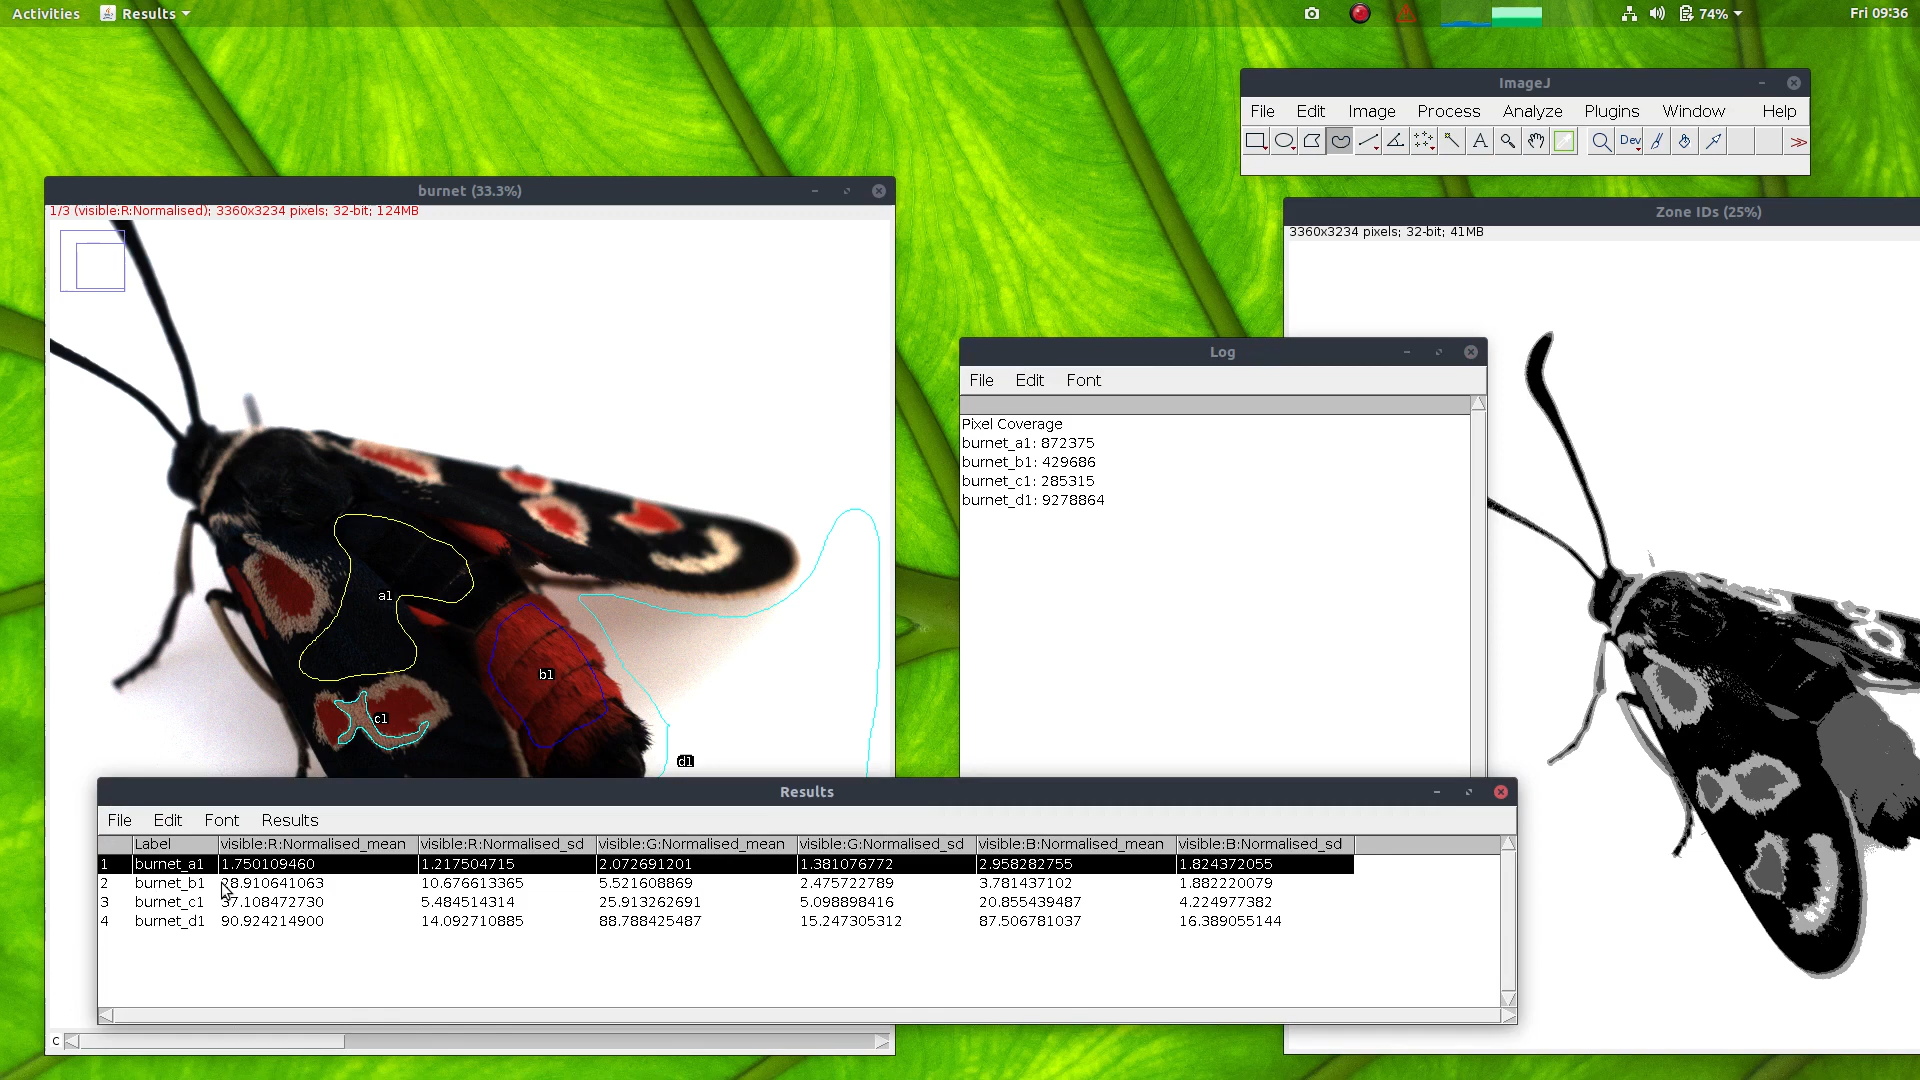 Activities Results 74% Fri 09:36
ImageJ
File Edit Image Process Analyze Plugins Window Help
A Dev >>
burnet (33.3%)
1/3 (visible:R:Normalised); 3360x3234 pixels; 32-bit; 124MB
a1
b1
c1
d1
C
Zone IDs (25%)
3360x3234 pixels; 32-bit; 41MB
Log
File Edit Font
Pixel Coverage
burnet_a1: 872375
burnet_b1: 429686
burnet_c1: 285315
burnet_d1: 9278864
Results
File Edit Font Results
Label visible:R:Normalised_mean visible:R:Normalised_sd visible:G:Normalised_mean visible:G:Normalised_sd visible:B:Normalised_mean visible:B:Normalised_sd
1 burnet_a1 1.750109460 1.217504715 2.072691201 1.381076772 2.958282755 1.824372055
2 burnet_b1 28.910641063 10.676613365 5.521608869 2.475722789 3.781437102 1.882220079
3 burnet_c1 37.108472730 5.484514314 25.913262691 5.098898416 20.855439487 4.224977382
4 burnet_d1 90.924214900 14.092710885 88.788425487 15.247305312 87.506781037 16.389055144